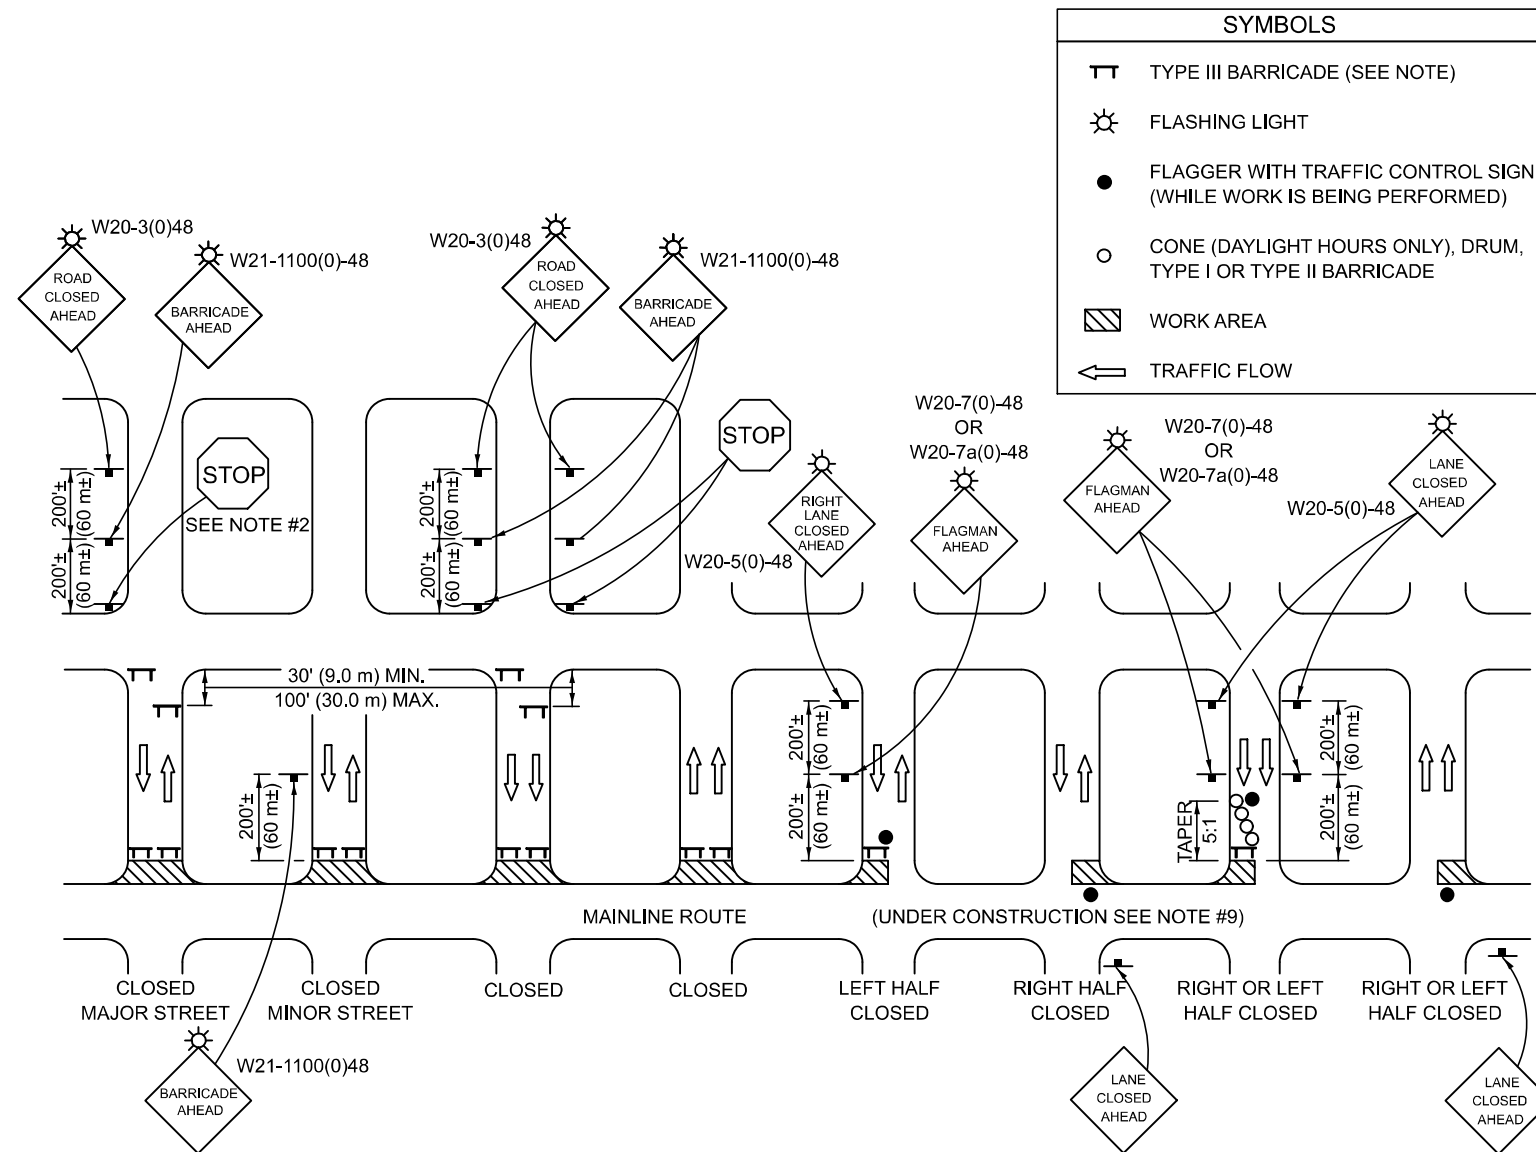 SYMBOLS
TYPE III BARRICADE (SEE NOTE)
FLASHING LIGHT
FLAGGER WITH TRAFFIC CONTROL SIGN
(WHILE WORK IS BEING PERFORMED)
CONE (DAYLIGHT HOURS ONLY), DRUM,
TYPE I OR TYPE II BARRICADE
WORK AREA
TRAFFIC FLOW
W20-3(0)48
ROAD
CLOSED
AHEAD
W21-1100(0)-48
BARRICADE
AHEAD
W20-3(0)48
ROAD
CLOSED
AHEAD
W21-1100(0)-48
BARRICADE
AHEAD
STOP
SEE NOTE #2
STOP
W20-5(0)-48
RIGHT
LANE
CLOSED
AHEAD
W20-7(0)-48
OR
W20-7a(0)-48
FLAGMAN
AHEAD
FLAGMAN
AHEAD
W20-7(0)-48
OR
W20-7a(0)-48
W20-5(0)-48
LANE
CLOSED
AHEAD
200'±
(60 m±)
200'±
(60 m±)
200'±
(60 m±)
200'±
(60 m±)
30' (9.0 m) MIN.
100' (30.0 m) MAX.
200'±
(60 m±)
200'±
(60 m±)
200'±
(60 m±)
TAPER
5:1
200'±
(60 m±)
200'±
(60 m±)
MAINLINE ROUTE
(UNDER CONSTRUCTION SEE NOTE #9)
CLOSED
MAJOR STREET
CLOSED
MINOR STREET
CLOSED
CLOSED
LEFT HALF
CLOSED
RIGHT HALF
CLOSED
RIGHT OR LEFT
HALF CLOSED
RIGHT OR LEFT
HALF CLOSED
W21-1100(0)48
BARRICADE
AHEAD
LANE
CLOSED
AHEAD
LANE
CLOSED
AHEAD